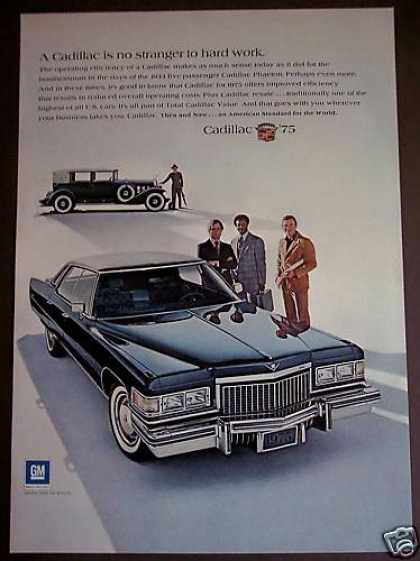 A Cadillac is no stranger to hard work.
The operating efficiency of a Cadillac makes as much sense today as it did for the
businessman in the days of the five passenger Cadillac Phaeton. Perhaps even more.
And in these times, it's good to know that Cadillac for 1975 offers improved efficiency
that results in reduced overall operating costs. Plus Cadillac resale . . . traditionally one of the
highest of all U.S. cars. It's all part of Total Cadillac Value. And that goes with you wherever
your business takes you. Cadillac. Then and Now . . . an American Standard for the World.
Cadillac '75
GM